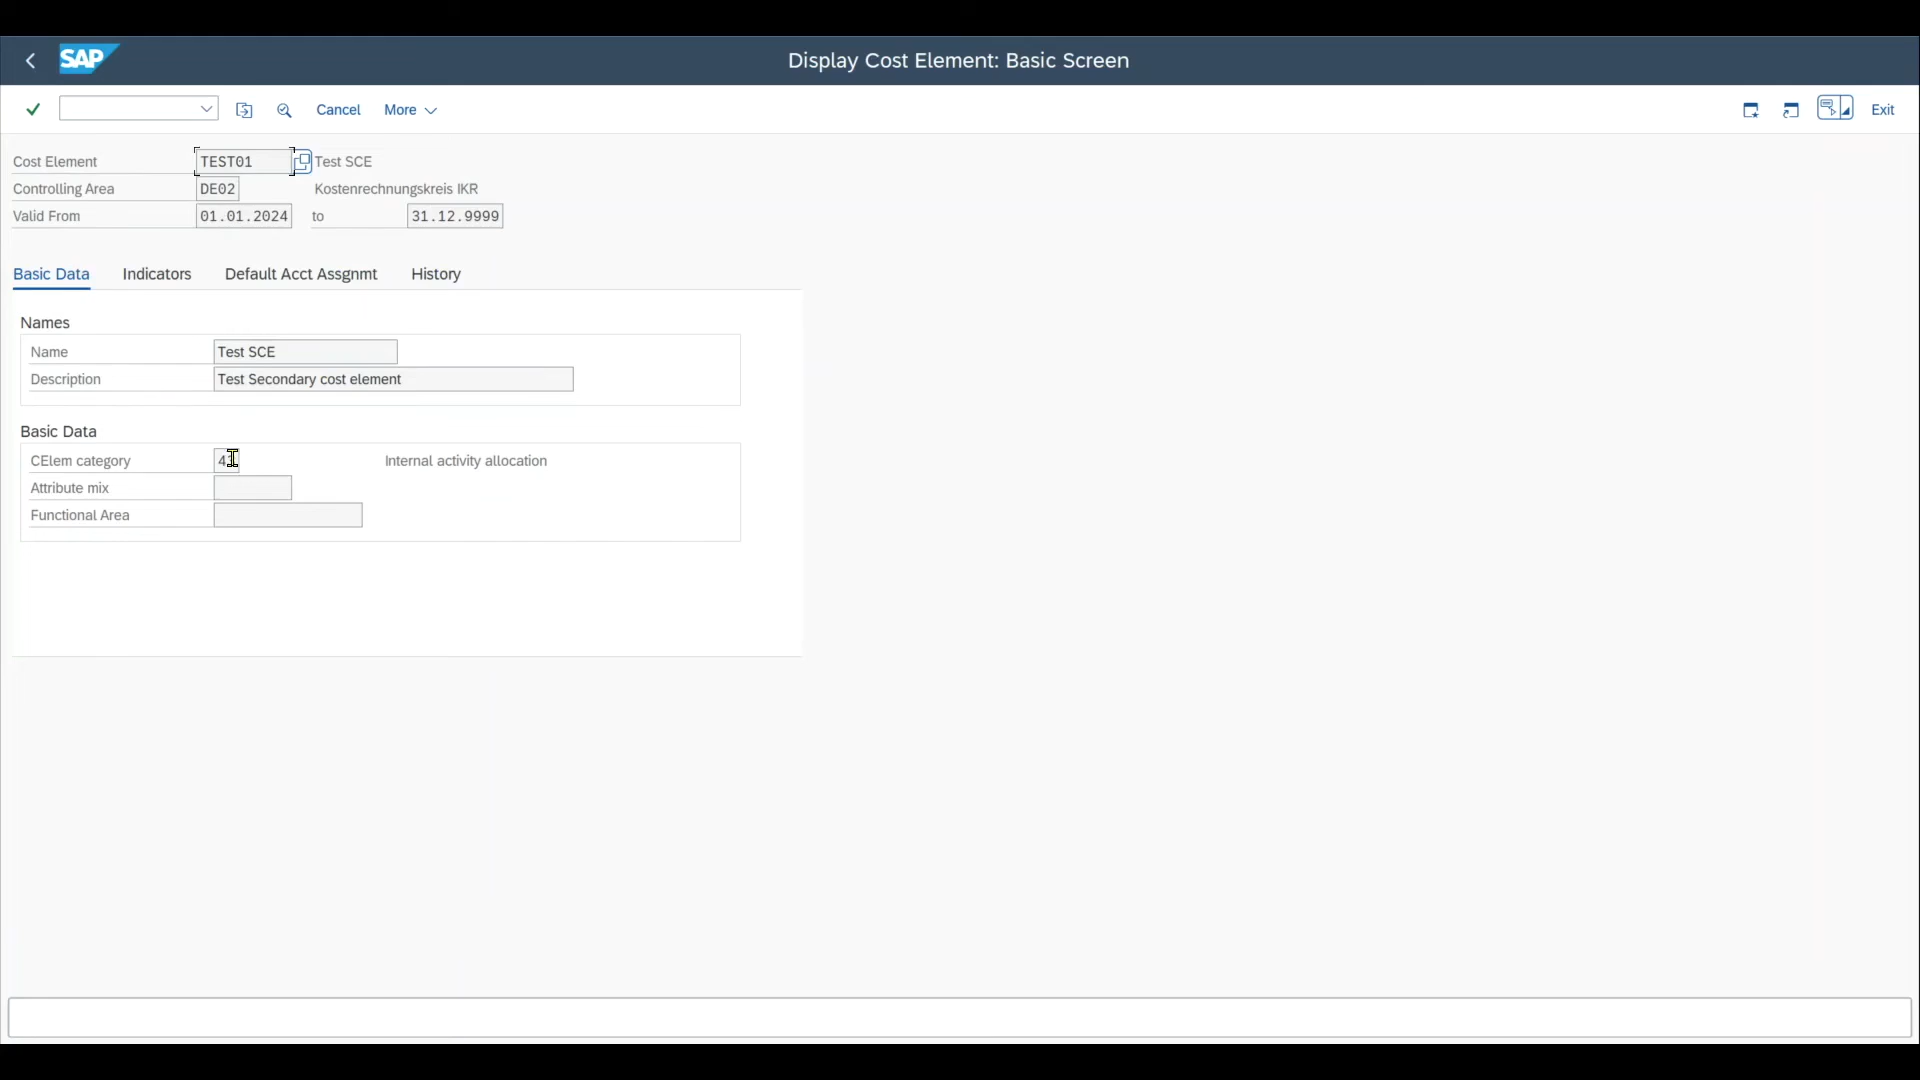 SAP
Display Cost Element: Basic Screen
Cancel More Exit
Cost Element TEST01 Test SCE
Controlling Area DE02 Kostenrechnungskreis IKR
Valid From 01.01.2024 to 31.12.9999
Basic Data Indicators Default Acct Assgnmt History
Names
Name Test SCE
Description Test Secondary cost element
Basic Data
CElem category Internal activity allocation
Attribute mix
Functional Area